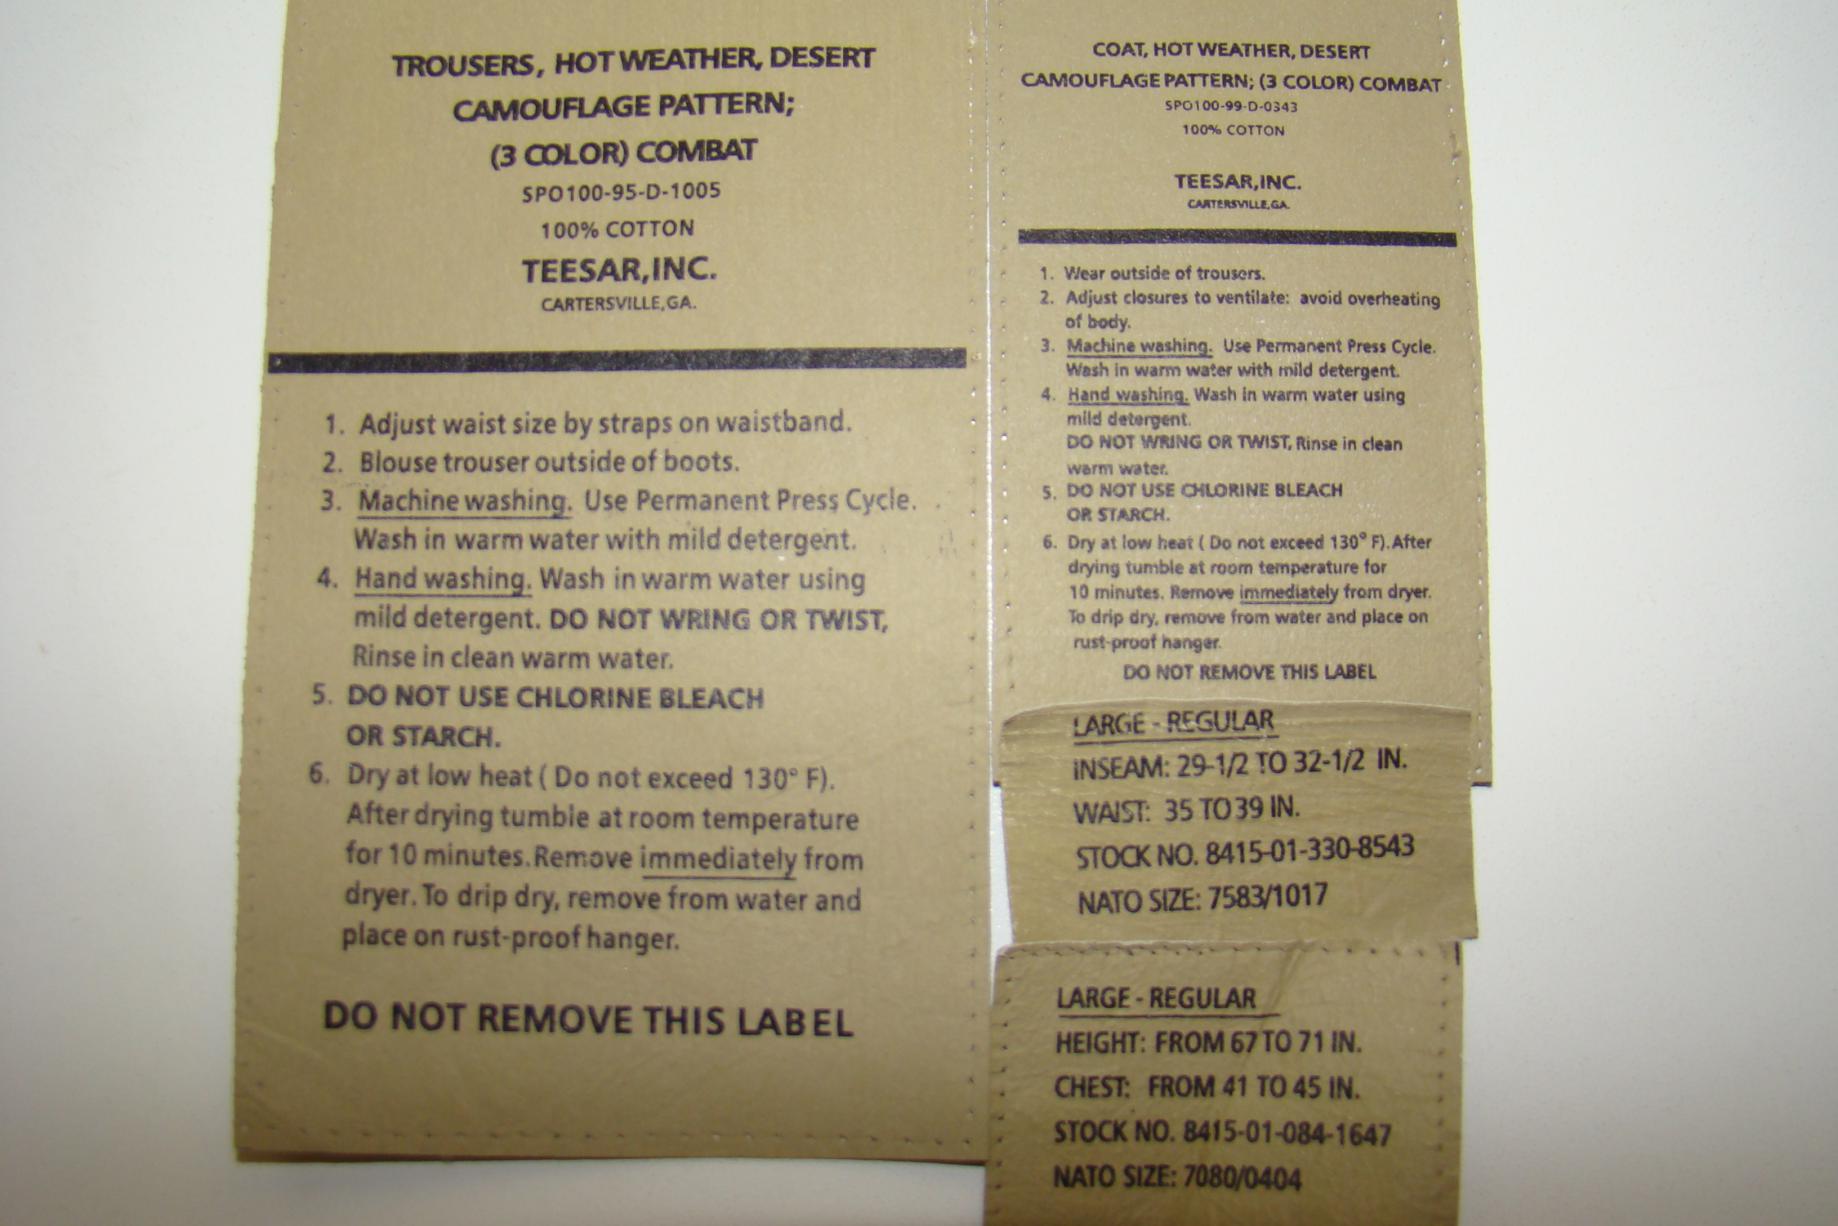 TROUSERS, HOT WEATHER, DESERT
CAMOUFLAGE PATTERN;
(3 COLOR) COMBAT
SPO100-95-D-1005
100% COTTON
TEESAR,INC.
CARTERSVILLE,GA.
1. Adjust waist size by straps on waistband.
2. Blouse trouser outside of boots.
3. Machine washing. Use Permanent Press Cycle.
Wash in warm water with mild detergent.
4. Hand washing. Wash in warm water using
mild detergent. DO NOT WRING OR TWIST,
Rinse in clean warm water.
5. DO NOT USE CHLORINE BLEACH
OR STARCH.
6. Dry at low heat ( Do not exceed 130° F).
After drying tumble at room temperature
for 10 minutes. Remove immediately from
dryer. To drip dry, remove from water and
place on rust-proof hanger.
DO NOT REMOVE THIS LABEL
COAT, HOT WEATHER, DESERT
CAMOUFLAGE PATTERN; (3 COLOR) COMBAT
SPO100-99-D-0343
100% COTTON
TEESAR,INC.
CARTERSVILLE,GA.
1. Wear outside of trousers.
2. Adjust closures to ventilate: avoid overheating
of body.
3. Machine washing. Use Permanent Press Cycle.
Wash in warm water with mild detergent.
4. Hand washing. Wash in warm water using
mild detergent.
DO NOT WRING OR TWIST, Rinse in clean
warm water.
5. DO NOT USE CHLORINE BLEACH
OR STARCH.
6. Dry at low heat ( Do not exceed 130° F). After
drying tumble at room temperature for
10 minutes. Remove immediately from dryer.
To drip dry, remove from water and place on
rust-proof hanger.
DO NOT REMOVE THIS LABEL
LARGE - REGULAR
INSEAM: 29-1/2 TO 32-1/2 IN.
WAIST: 35 TO 39 IN.
STOCK NO. 8415-01-330-8543
NATO SIZE: 7583/1017
LARGE - REGULAR
HEIGHT: FROM 67 TO 71 IN.
CHEST: FROM 41 TO 45 IN.
STOCK NO. 8415-01-084-1647
NATO SIZE: 7080/0404